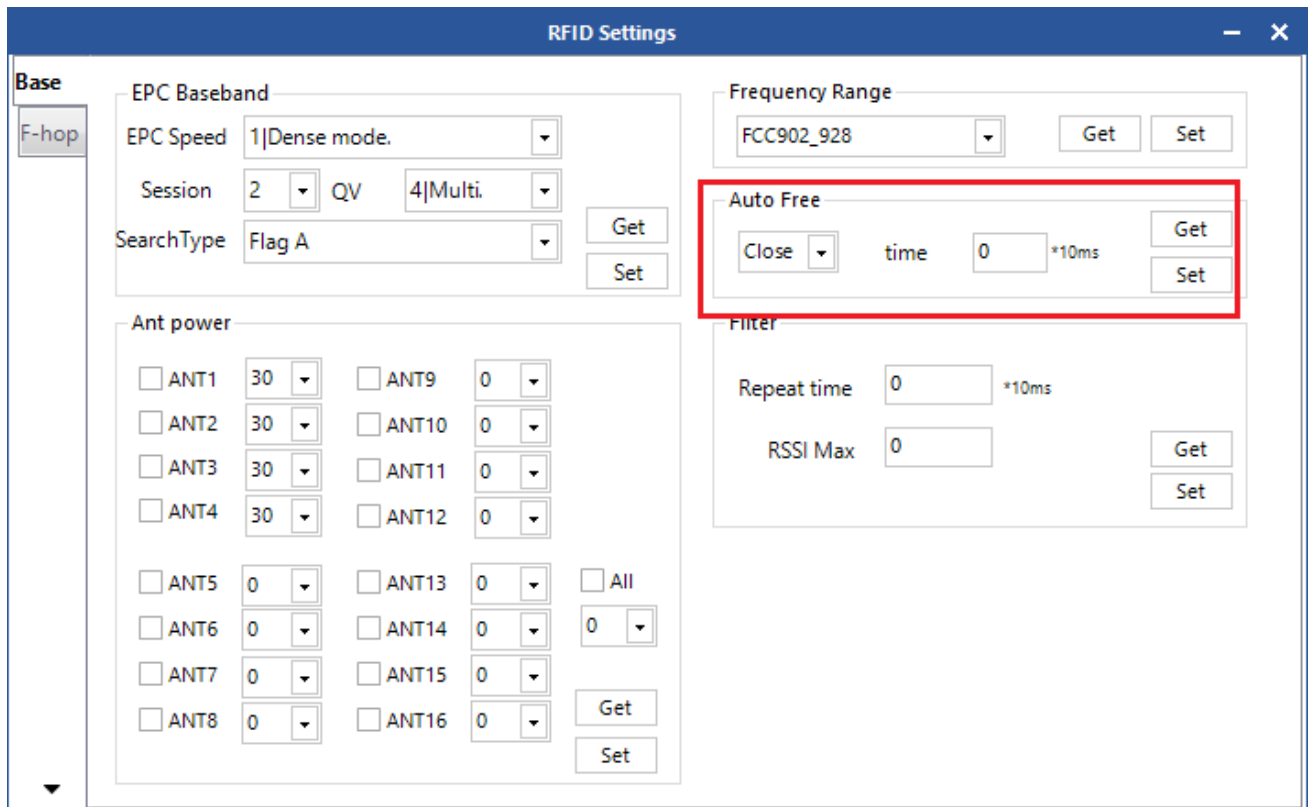 RFID Settings
Base
F-hop
EPC Baseband
EPC Speed 1|Dense mode.
Session 2 QV 4|Multi.
SearchType Flag A
Get
Set
Frequency Range
FCC902_928 Get Set
Auto Free
Close time 0 *10ms
Get
Set
Ant power
ANT1 30 ANT9 0
ANT2 30 ANT10 0
ANT3 30 ANT11 0
ANT4 30 ANT12 0
ANT5 0 ANT13 0 All
ANT6 0 ANT14 0 0
ANT7 0 ANT15 0
ANT8 0 ANT16 0
Get
Set
Filter
Repeat time 0 *10ms
RSSI Max 0
Get
Set